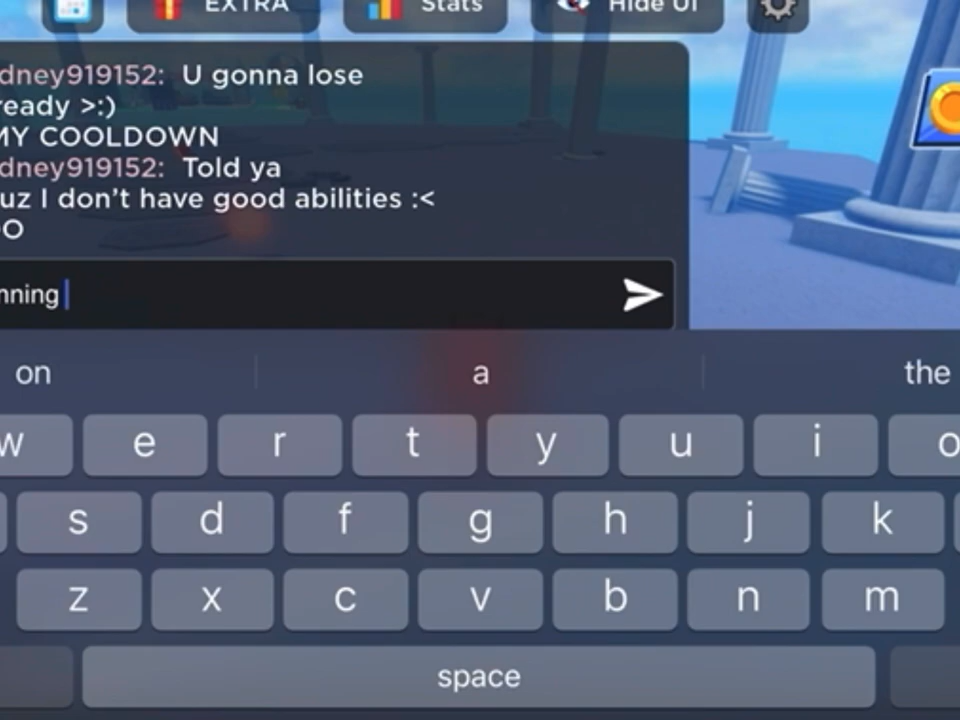 EXTRA Stats Hide UI
dney919152: U gonna lose
ready >:)
MY COOLDOWN
dney919152: Told ya
uz I don't have good abilities :<
O
nning
on a the
w e r t y u i o
s d f g h j k
z x c v b n m
space